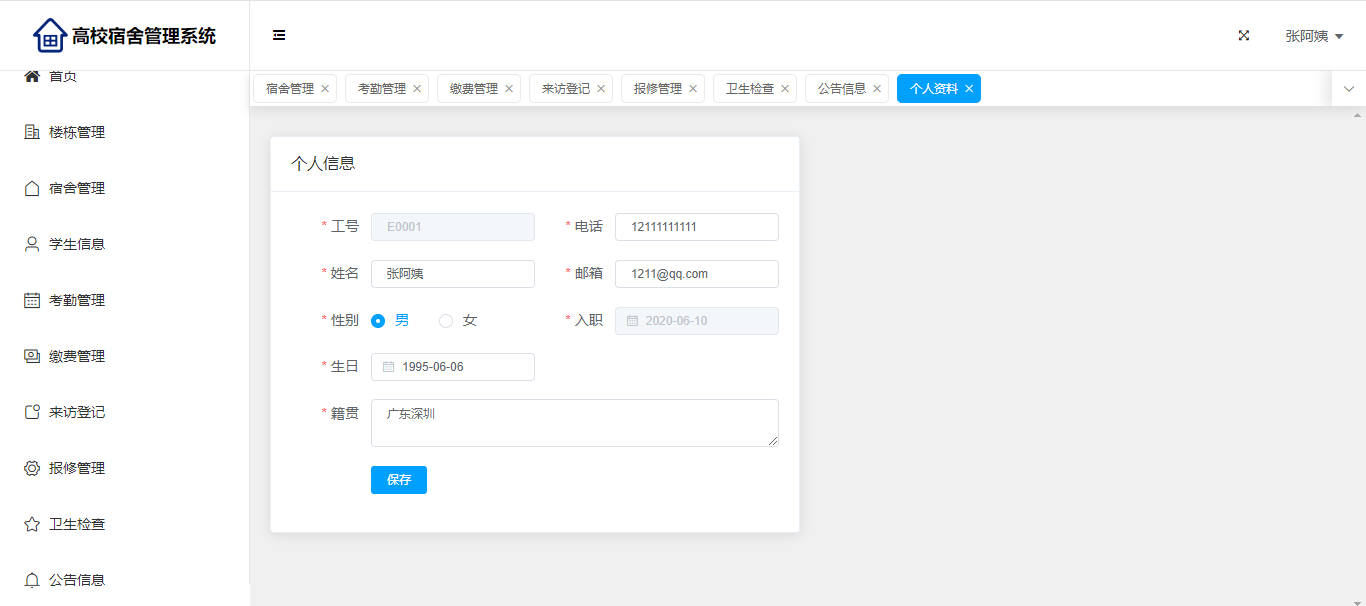 高校宿舍管理系统
张阿姨
首页
楼栋管理
宿舍管理
学生信息
考勤管理
缴费管理
来访登记
报修管理
卫生检查
公告信息
宿舍管理 考勤管理 缴费管理 来访登记 报修管理 卫生检查 公告信息 个人资料
个人信息
* 工号 E0001 * 电话 12111111111
* 姓名 张阿姨 * 邮箱 1211@qq.com
* 性别 男 女 * 入职 2020-06-10
* 生日 1995-06-06
* 籍贯 广东深圳
保存